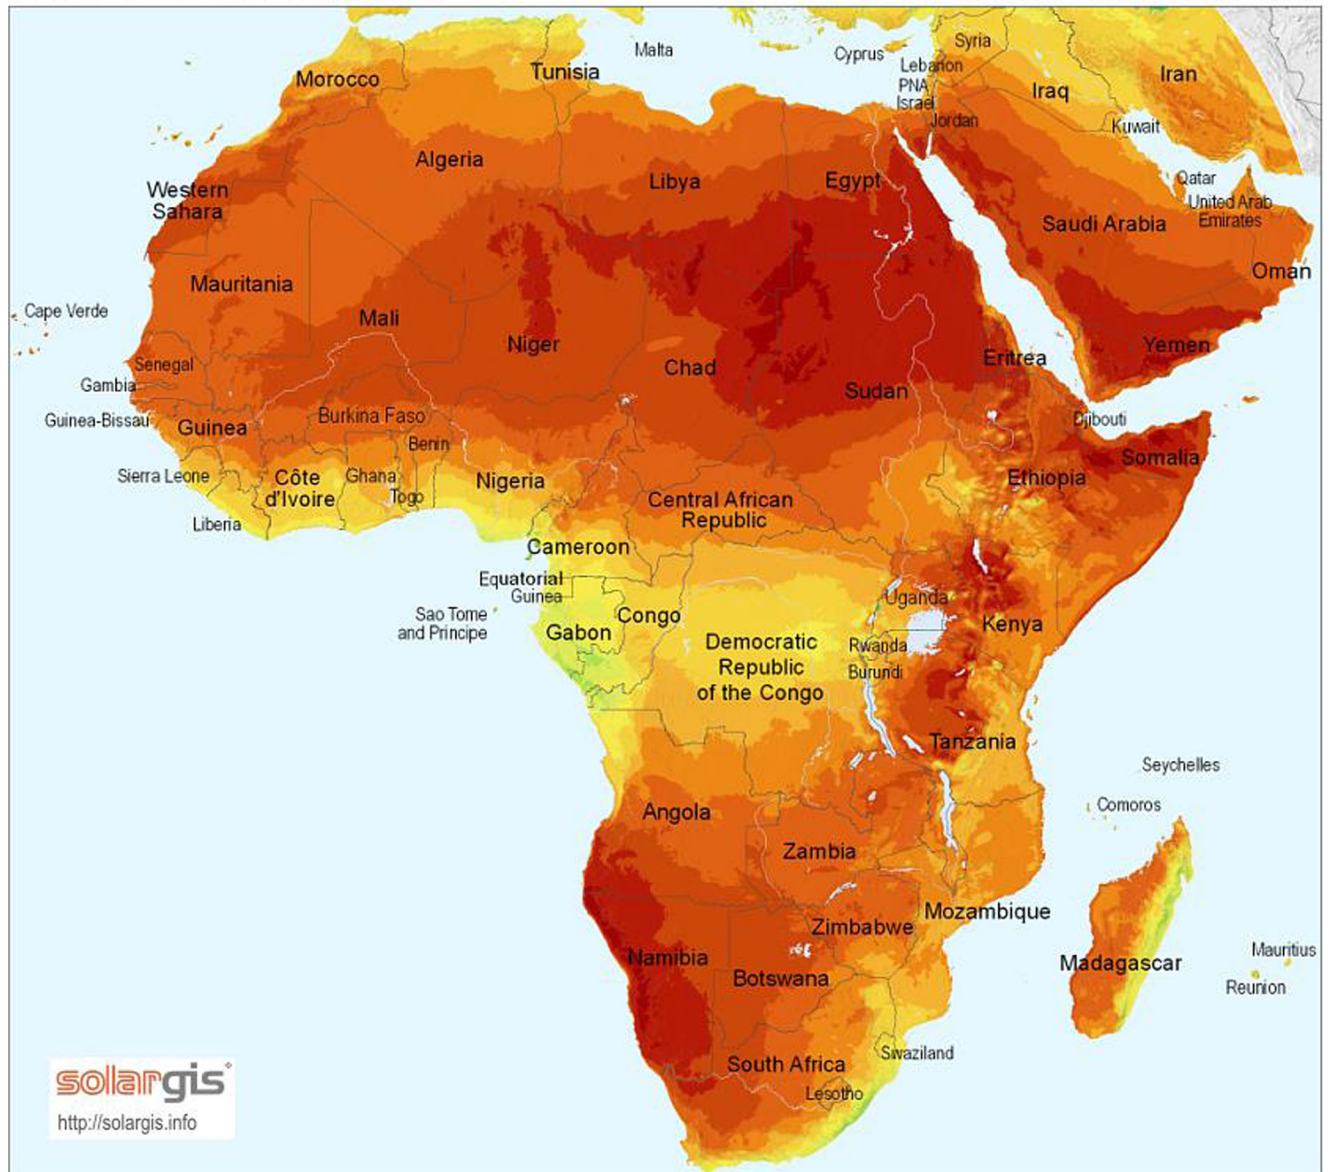 Malta
Cyprus
Syria
Lebanon
PNA
Israel
Jordan
Iraq
Iran
Kuwait
Morocco
Tunisia
Algeria
Libya
Egypt
Qatar
United Arab
Emirates
Saudi Arabia
Oman
Western
Sahara
Mauritania
Mali
Niger
Chad
Sudan
Eritrea
Yemen
Cape Verde
Senegal
Gambia
Guinea-Bissau
Guinea
Burkina Faso
Benin
Djibouti
Sierra Leone
Côte
d'Ivoire
Ghana
Togo
Nigeria
Central African
Republic
Ethiopia
Somalia
Liberia
Cameroon
Equatorial
Guinea
Sao Tome
and Principe
Gabon
Congo
Democratic
Republic
of the Congo
Uganda
Kenya
Rwanda
Burundi
Tanzania
Seychelles
Comoros
Angola
Zambia
Mozambique
Zimbabwe
Namibia
Botswana
Madagascar
Mauritius
Reunion
South Africa
Swaziland
Lesotho
solargis
http://solargis.info